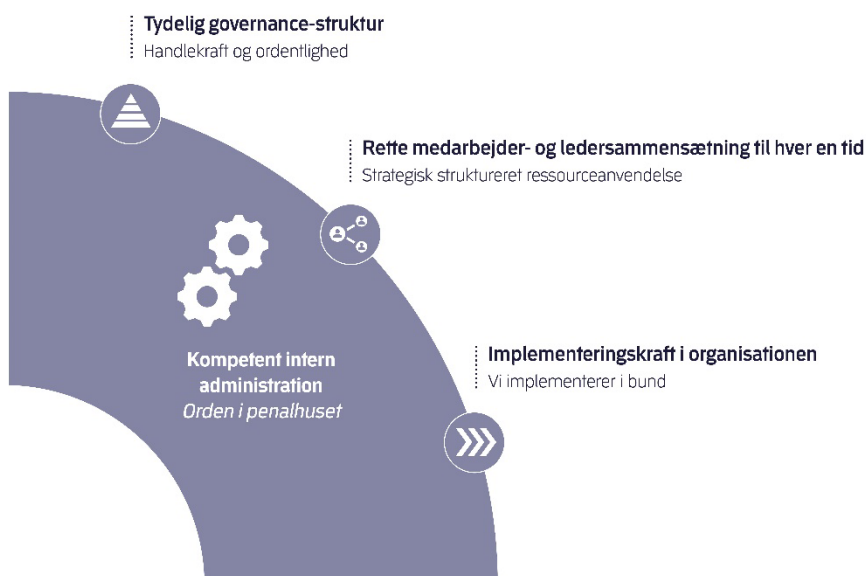 Tydelig governance-struktur
Handlekraft og ordentlighed
Rette medarbejder- og ledersammensætning til hver en tid
Strategisk struktureret ressourceanvendelse
Implementeringskraft i organisationen
Vi implementerer i bund
Kompetent intern
administration
Orden i penalhuset